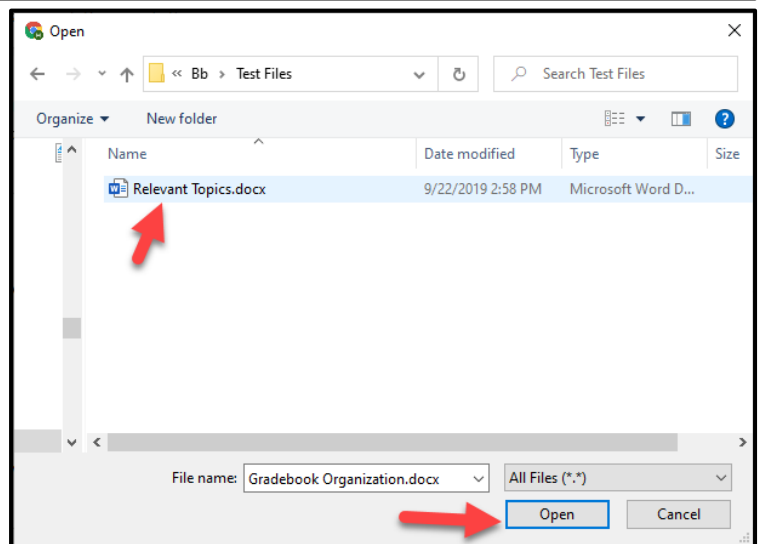 Open
« Bb > Test Files
Search Test Files
Organize
New folder
?
Name
Date modified
Type
Size
Relevant Topics.docx
9/22/2019 2:58 PM
Microsoft Word D...
File name:
Gradebook Organization.docx
All Files (*.*)
Open
Cancel